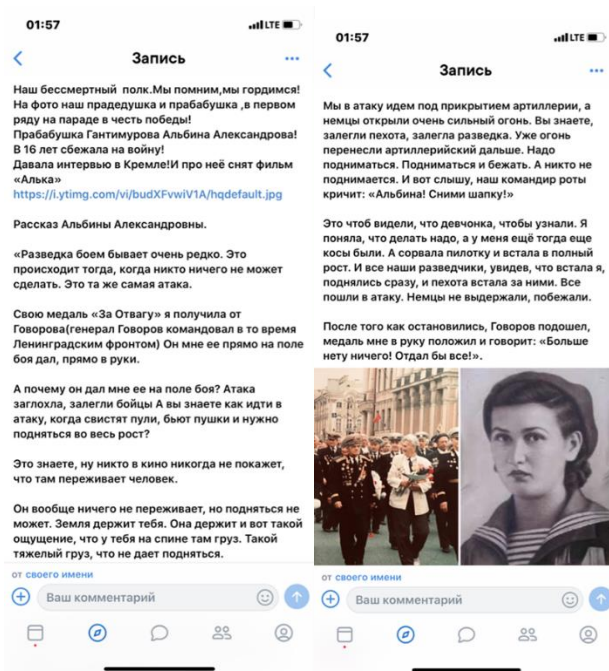 01:57
LTE
Запись
Наш бессмертный полк.Мы помним,мы гордимся!
На фото наш прадедушка и прабабушка ,в первом
ряду на параде в честь победы!
Прабабушка Гантимурова Альбина Александрова!
В 16 лет сбежала на войну!
Давала интервью в Кремле!И про неё снят фильм
«Алька»
https://i.ytimg.com/vi/budXFvwiV1A/hqdefault.jpg
Рассказ Альбины Александровны.
«Разведка боем бывает очень редко. Это
происходит тогда, когда никто ничего не может
сделать. Это та же самая атака.
Свою медаль «За Отвагу» я получила от
Говорова(генерал Говоров командовал в то время
Ленинградским фронтом) Он мне ее прямо на поле
боя дал, прямо в руки.
А почему он дал мне ее на поле боя? Атака
заглохла, залегли бойцы А вы знаете как идти в
атаку, когда свистят пули, бьют пушки и нужно
подняться во весь рост?
Это знаете, ну никто в кино никогда не покажет,
что там переживает человек.
Он вообще ничего не переживает, но подняться не
может. Земля держит тебя. Она держит и вот такой
ощущение, что у тебя на спине там груз. Такой
тяжелый груз, что не дает подняться.
от своего имени
Ваш комментарий
01:57
LTE
Запись
Мы в атаку идем под прикрытием артиллерии, а
немцы открыли очень сильный огонь. Вы знаете,
залегли пехота, залегла разведка. Уже огонь
перенесли артиллерийский дальше. Надо
подниматься. Подниматься и бежать. А никто не
поднимается. И вот слышу, наш командир роты
кричит: «Альбина! Сними шапку!»
Это чтоб видели, что девчонка, чтобы узнали. Я
поняла, что делать надо, а у меня ещё тогда еще
косы были. А сорвала пилотку и встала в полный
рост. И все наши разведчики, увидев, что встала я,
поднялись сразу, и пехота встала за ними. Все
пошли в атаку. Немцы не выдержали, побежали.
После того как остановились, Говоров подошел,
медаль мне в руку положил и говорит: «Больше
нету ничего! Отдал бы все!».
от своего имени
Ваш комментарий